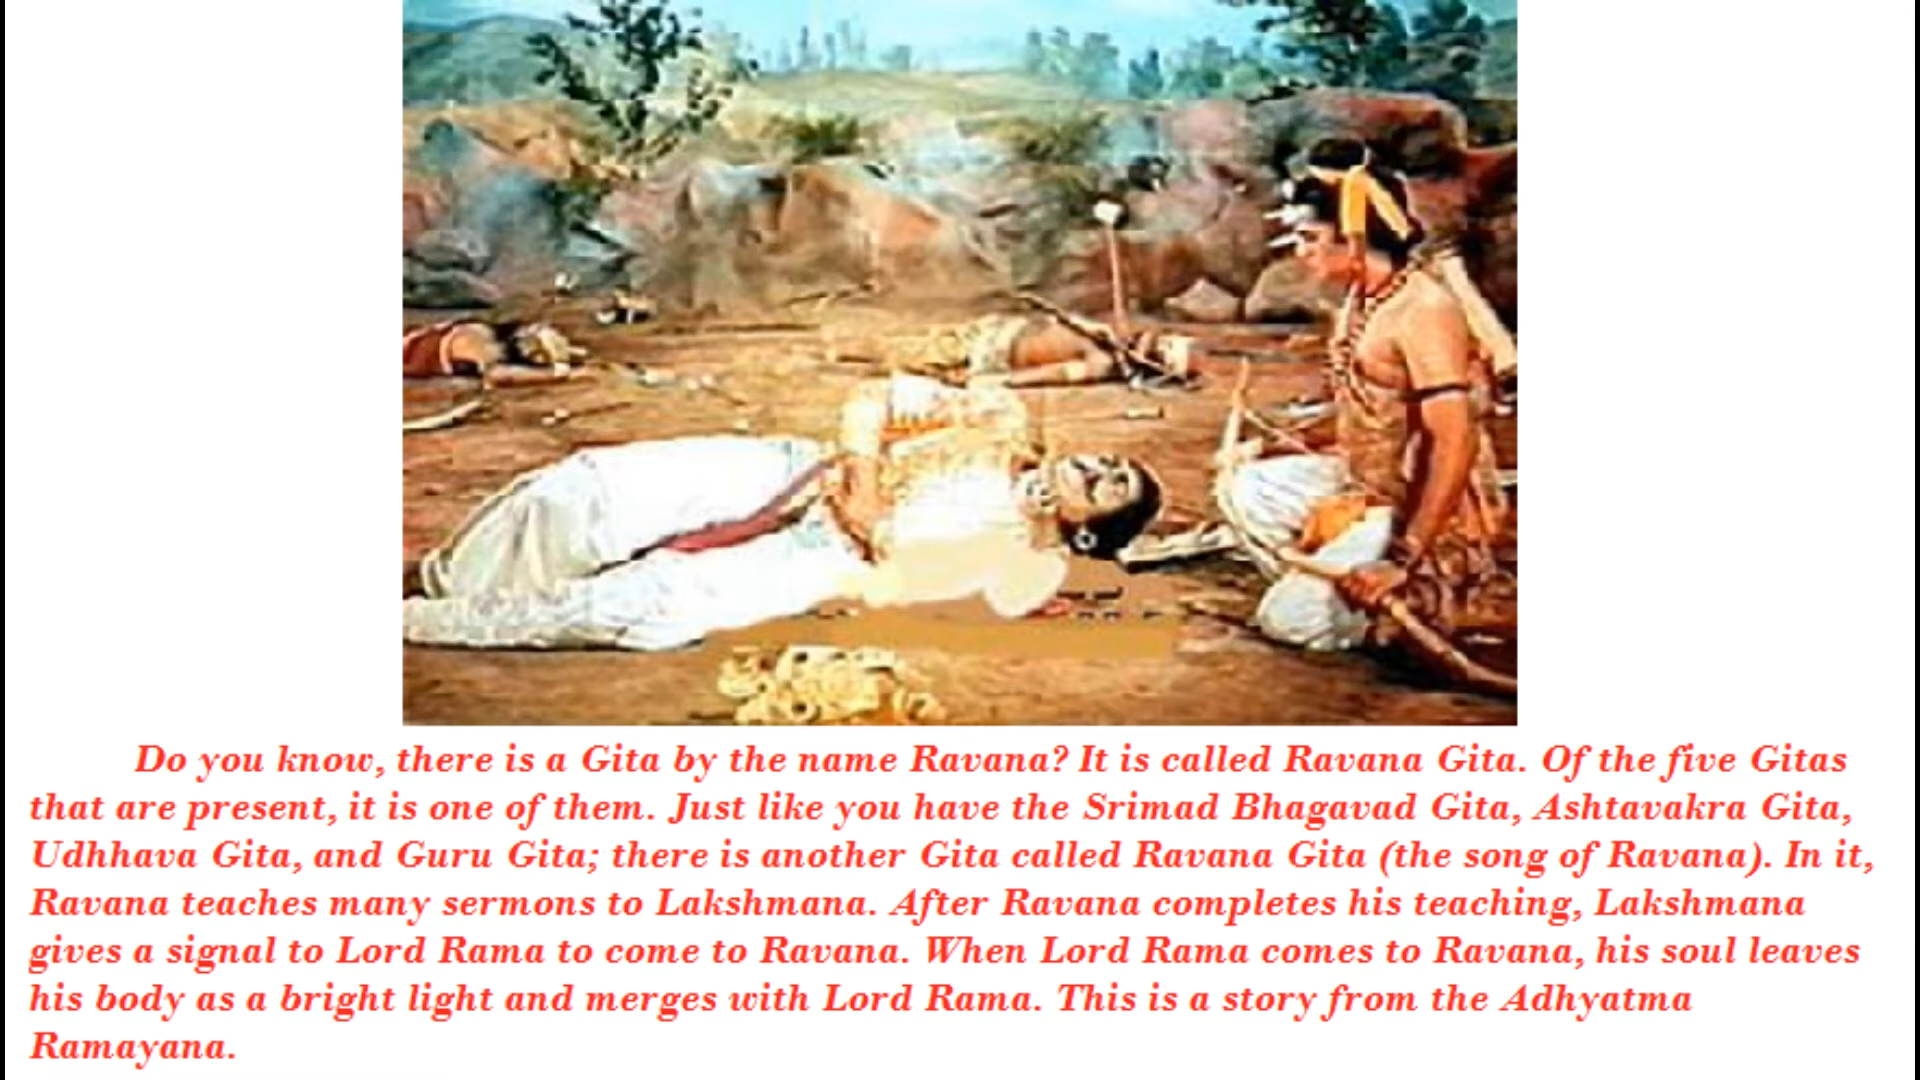 Do you know, there is a Gita by the name Ravana? It is called Ravana Gita. Of the five Gitas
that are present, it is one of them. Just like you have the Srimad Bhagavad Gita, Ashtavakra Gita,
Udhhava Gita, and Guru Gita; there is another Gita called Ravana Gita (the song of Ravana). In it,
Ravana teaches many sermons to Lakshmana. After Ravana completes his teaching, Lakshmana
gives a signal to Lord Rama to come to Ravana. When Lord Rama comes to Ravana, his soul leaves
his body as a bright light and merges with Lord Rama. This is a story from the Adhyatma
Ramayana.